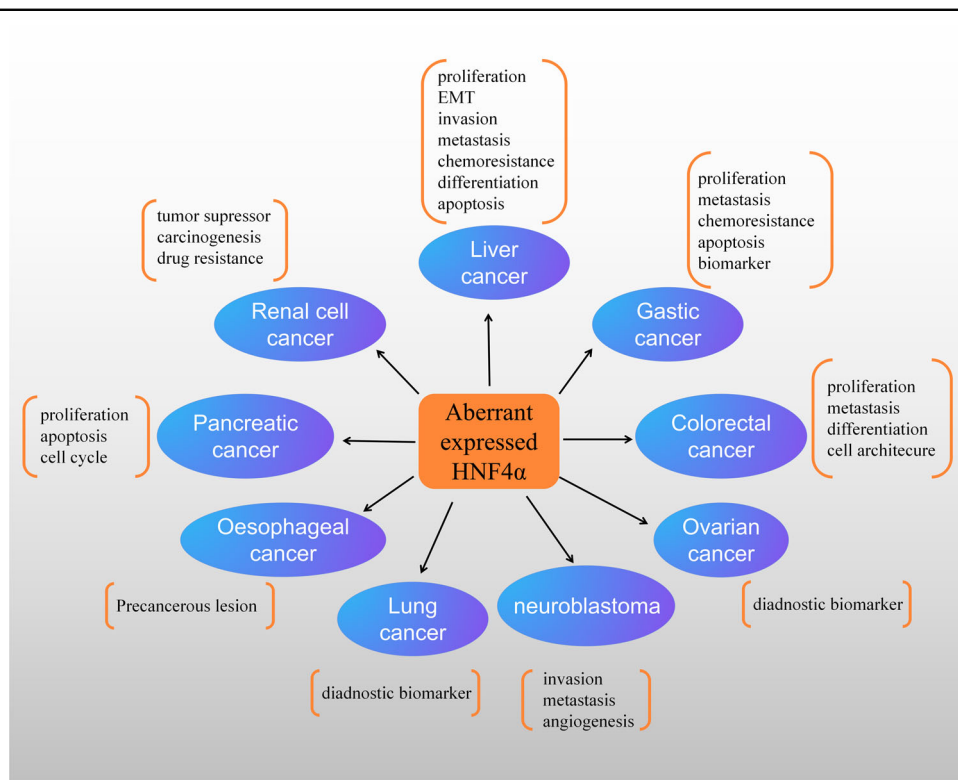 proliferation
EMT
invasion
metastasis
chemoresistance
differentiation
apoptosis
Liver
cancer
proliferation
metastasis
chemoresistance
apoptosis
biomarker
Gastic
cancer
tumor supressor
carcinogenesis
drug resistance
Renal cell
cancer
proliferation
apoptosis
cell cycle
Pancreatic
cancer
Aberrant
expressed
HNF4α
Colorectal
cancer
proliferation
metastasis
differentiation
cell architecure
Oesophageal
cancer
Precancerous lesion
Lung
cancer
diadnostic biomarker
neuroblastoma
invasion
metastasis
angiogenesis
Ovarian
cancer
diadnostic biomarker